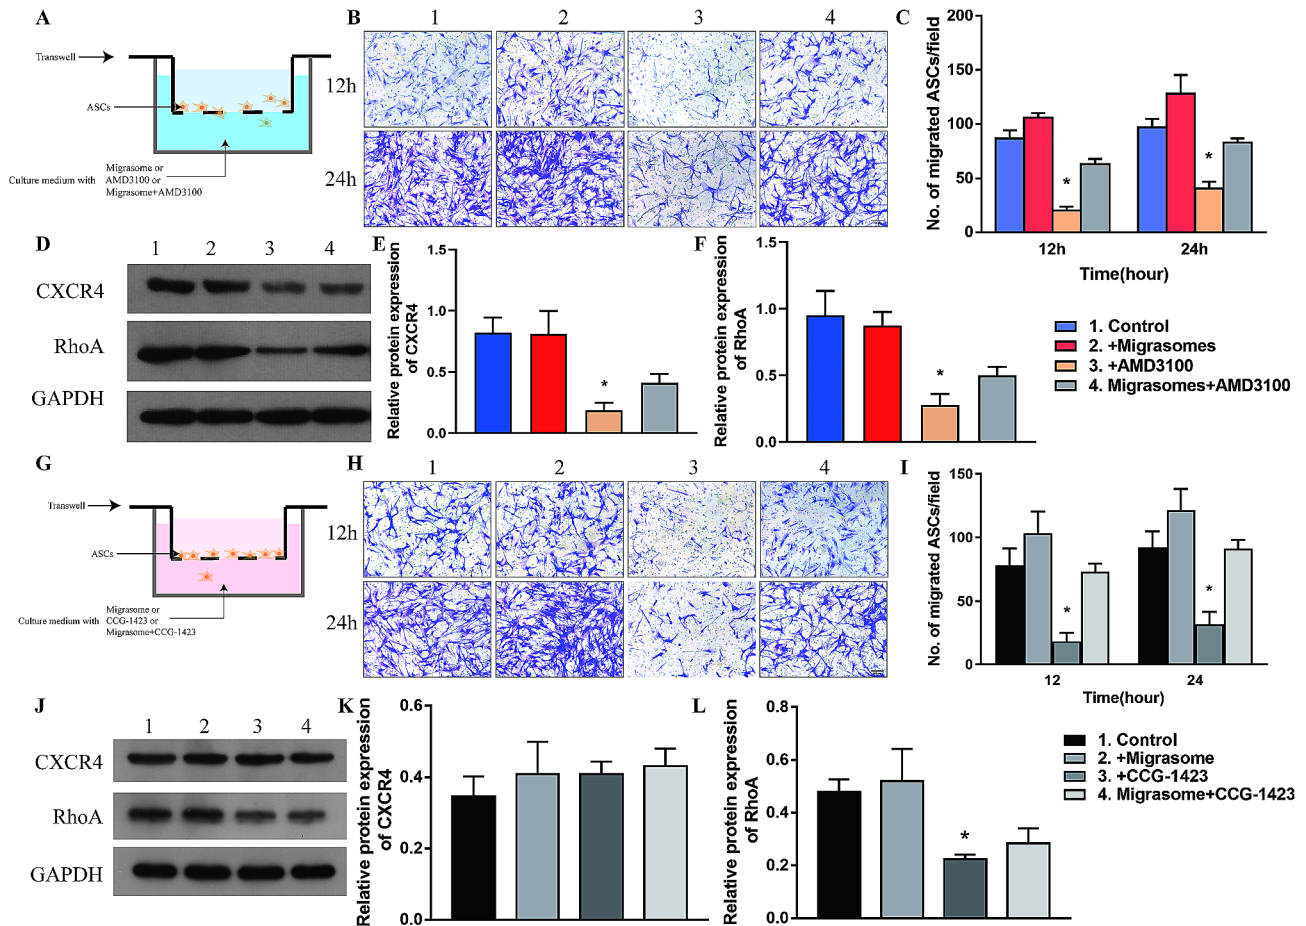 A
Transwell
ASCs
Culture medium with
Migrasome or
AMD3100 or
Migrasome+AMD3100
B
1 2 3 4
12h
24h
C
No. of migrated ASCs/field
200
150
100
50
0
*
*
12h 24h
Time(hour)
D
1 2 3 4
CXCR4
RhoA
GAPDH
E
Relative protein expression
of CXCR4
1.5
1.0
0.5
0.0
*
F
Relative protein expression
of RhoA
1.5
1.0
0.5
0.0
*
1. Control
2. +Migrasomes
3. +AMD3100
4. Migrasomes+AMD3100
G
Transwell
ASCs
Culture medium with
Migrasome or
CCG-1423 or
Migrasome+CCG-1423
H
1 2 3 4
12h
24h
I
No. of migrated ASCs/field
150
100
50
0
*
*
12 24
Time(hour)
J
1 2 3 4
CXCR4
RhoA
GAPDH
K
Relative protein expression
of CXCR4
0.6
0.4
0.2
0.0
L
Relative protein expression
of RhoA
0.8
0.6
0.4
0.2
0.0
*
1. Control
2. +Migrasome
3. +CCG-1423
4. Migrasome+CCG-1423